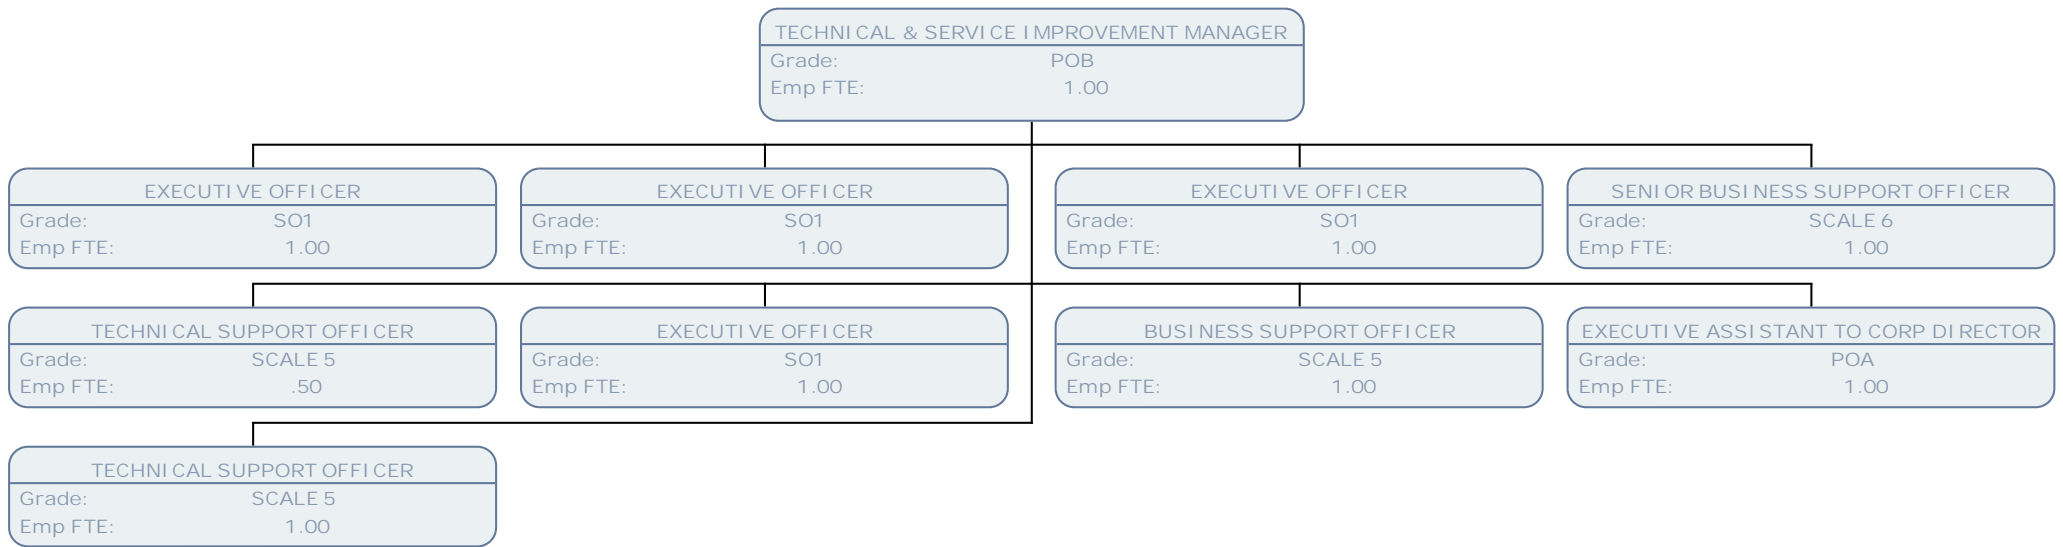 TECHNICAL & SERVICE IMPROVEMENT MANAGER
Grade: POB
Emp FTE: 1.00
EXECUTIVE OFFICER
Grade: SO1
Emp FTE: 1.00
EXECUTIVE OFFICER
Grade: SO1
Emp FTE: 1.00
EXECUTIVE OFFICER
Grade: SO1
Emp FTE: 1.00
SENIOR BUSINESS SUPPORT OFFICER
Grade: SCALE 6
Emp FTE: 1.00
TECHNICAL SUPPORT OFFICER
Grade: SCALE 5
Emp FTE: .50
EXECUTIVE OFFICER
Grade: SO1
Emp FTE: 1.00
BUSINESS SUPPORT OFFICER
Grade: SCALE 5
Emp FTE: 1.00
EXECUTIVE ASSISTANT TO CORP DIRECTOR
Grade: POA
Emp FTE: 1.00
TECHNICAL SUPPORT OFFICER
Grade: SCALE 5
Emp FTE: 1.00